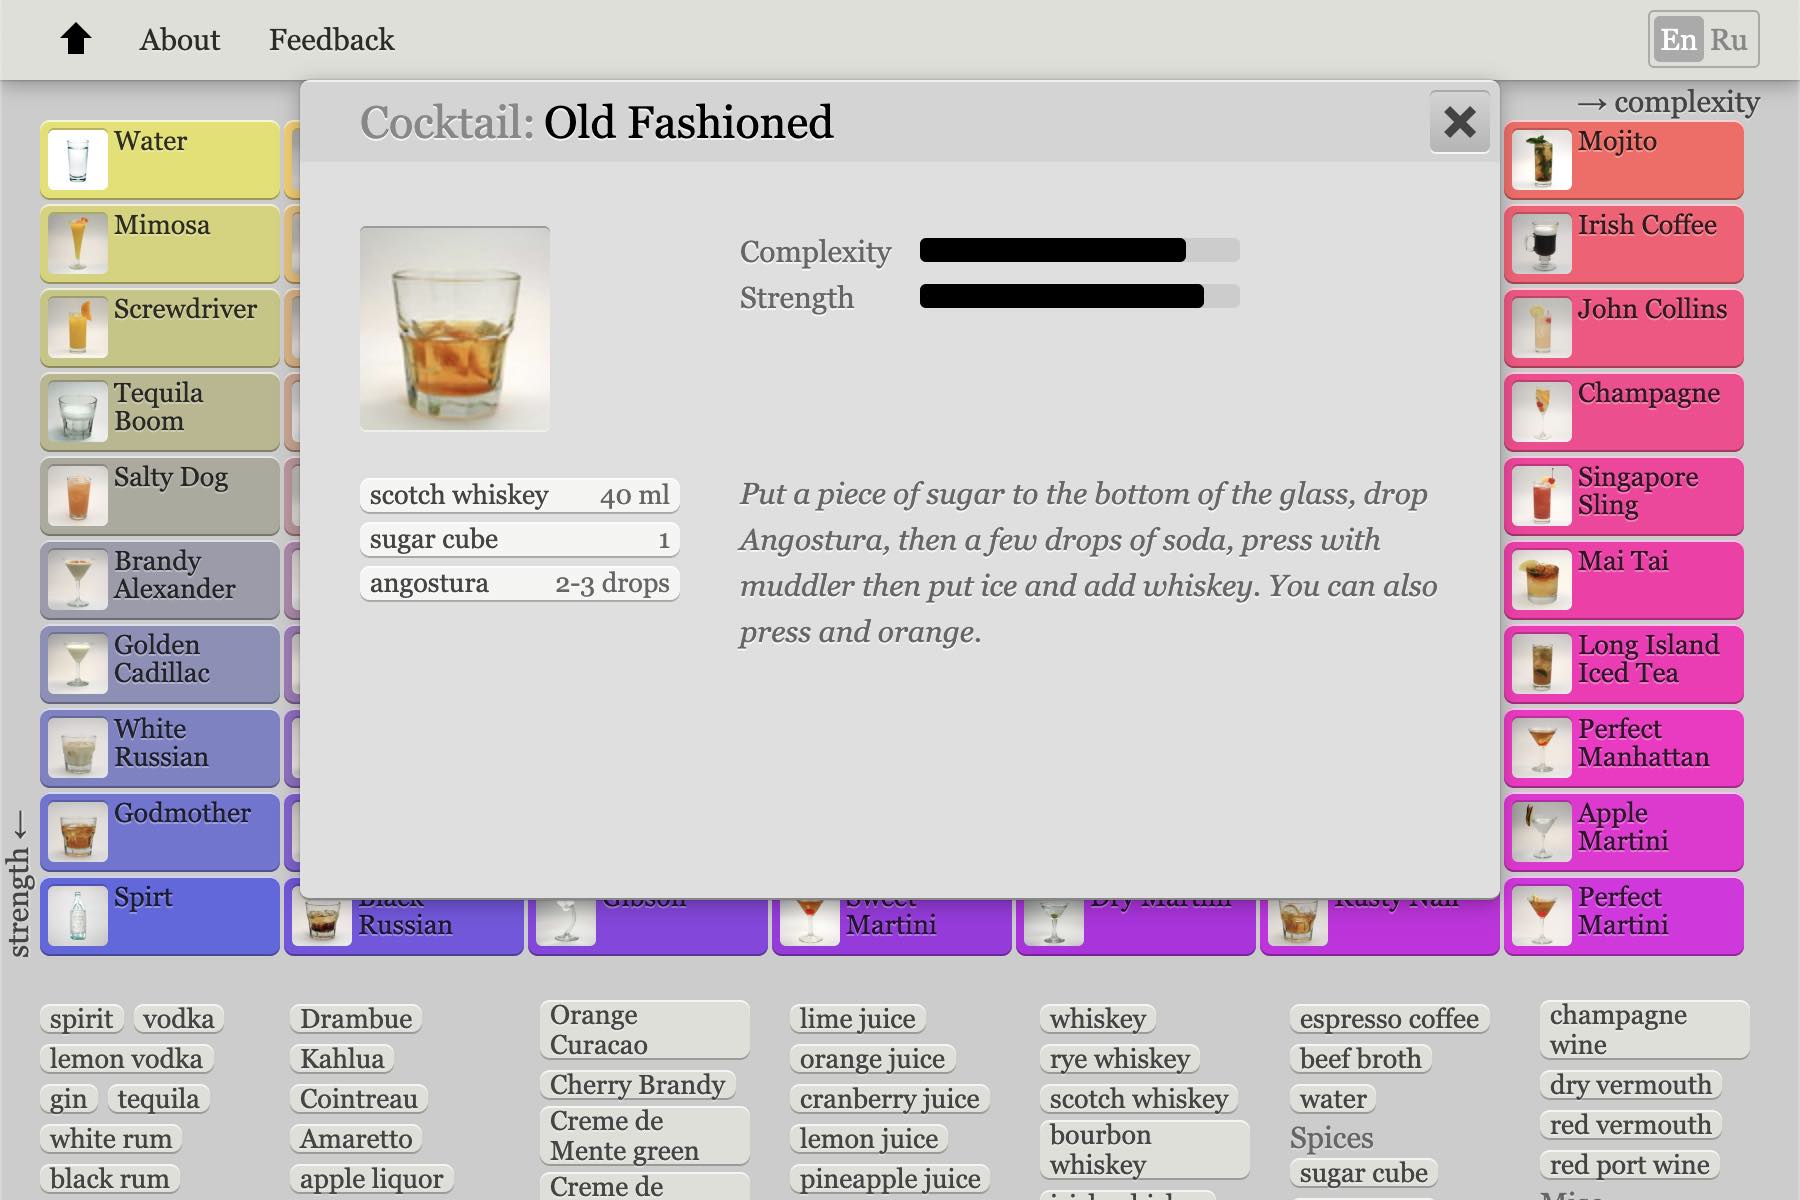 About
Feedback
En Ru
→ complexity
Cocktail: Old Fashioned
Complexity
Strength
scotch whiskey 40 ml
sugar cube 1
angostura 2-3 drops
Put a piece of sugar to the bottom of the glass, drop
Angostura, then a few drops of soda, press with
muddler then put ice and add whiskey. You can also
press and orange.
Water
Mimosa
Screwdriver
Tequila
Boom
Salty Dog
Brandy
Alexander
Golden
Cadillac
White
Russian
Godmother
Spirt
Mojito
Irish Coffee
John Collins
Champagne
Singapore
Sling
Mai Tai
Long Island
Iced Tea
Perfect
Manhattan
Apple
Martini
Perfect
Martini
strength ←
Black
Russian
Gibson
Sweet
Martini
Dry Martini
Rusty Nail
spirit vodka
lemon vodka
gin tequila
white rum
black rum
Drambue
Kahlua
Cointreau
Amaretto
apple liquor
Orange
Curacao
Cherry Brandy
Creme de
Mente green
Creme de
lime juice
orange juice
cranberry juice
lemon juice
pineapple juice
whiskey
rye whiskey
scotch whiskey
bourbon
whiskey
espresso coffee
beef broth
water
Spices
sugar cube
champagne
wine
dry vermouth
red vermouth
red port wine